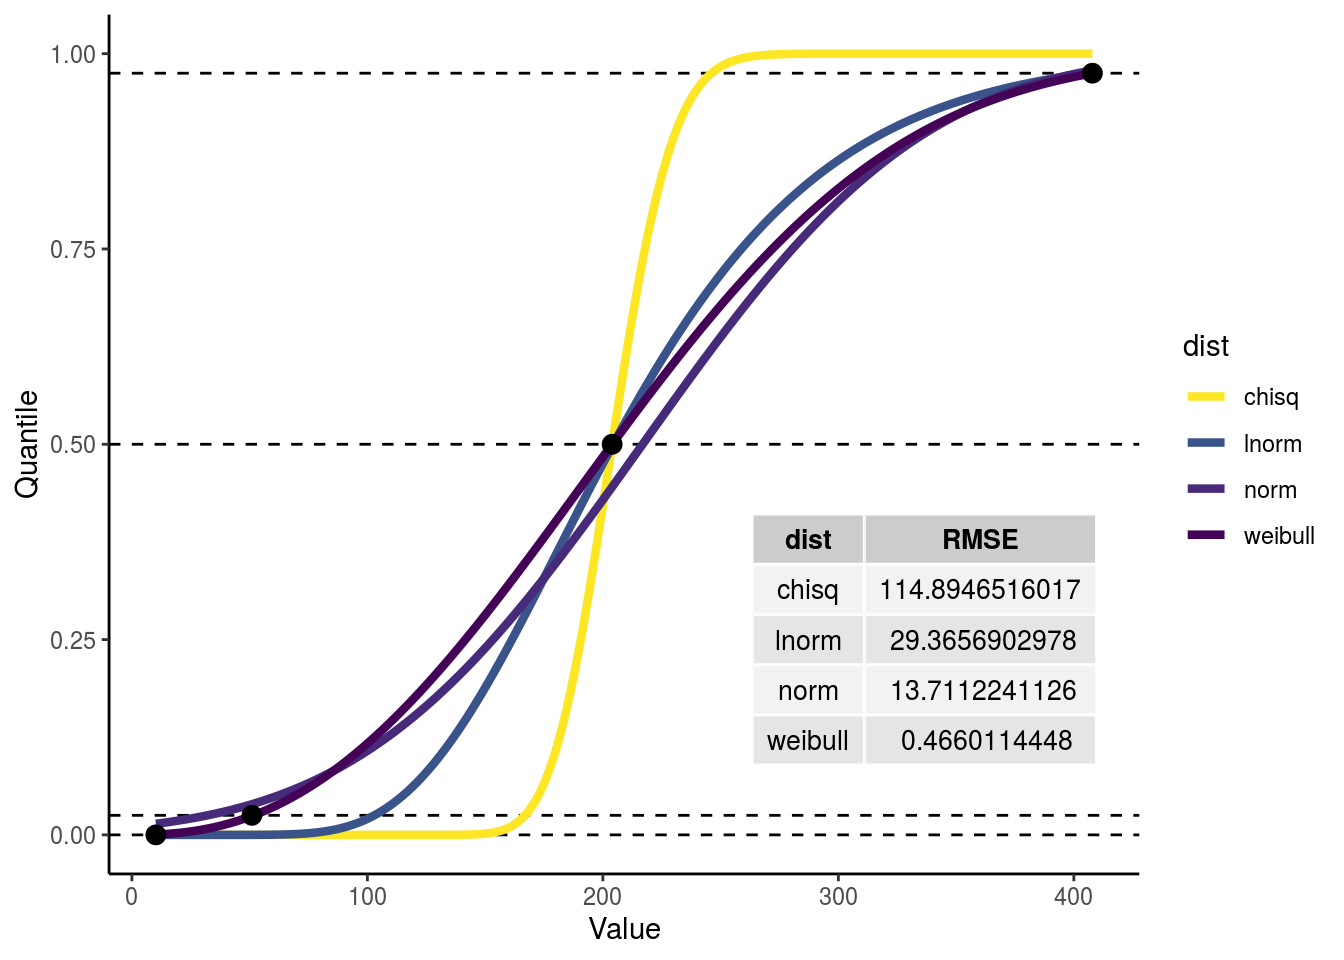 1.00
0.75
0.50
0.25
0.00
Quantile
0 100 200 300 400
Value
dist
chisq
lnorm
norm
weibull
dist RMSE
chisq 114.8946516017
lnorm 29.3656902978
norm 13.7112241126
weibull 0.4660114448